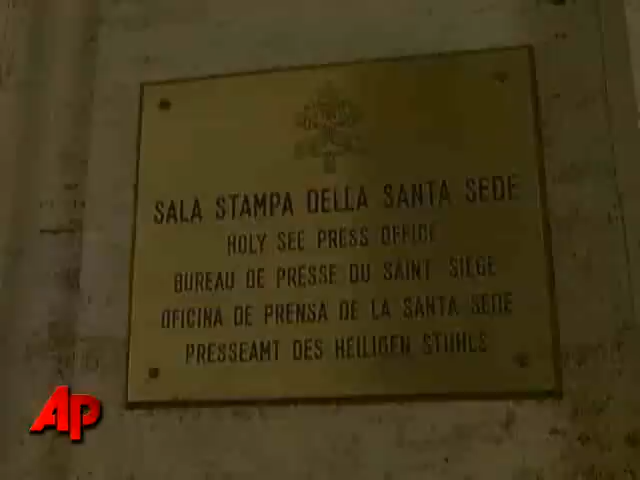 SALA STAMPA DELLA SANTA SEDE
HOLY SEE PRESS OFFICE
BUREAU DE PRESSE DU SAINT SIEGE
OFICINA DE PRENSA DE LA SANTA SEDE
PRESSEAMT DES HEILIGEN STUHLS
AP